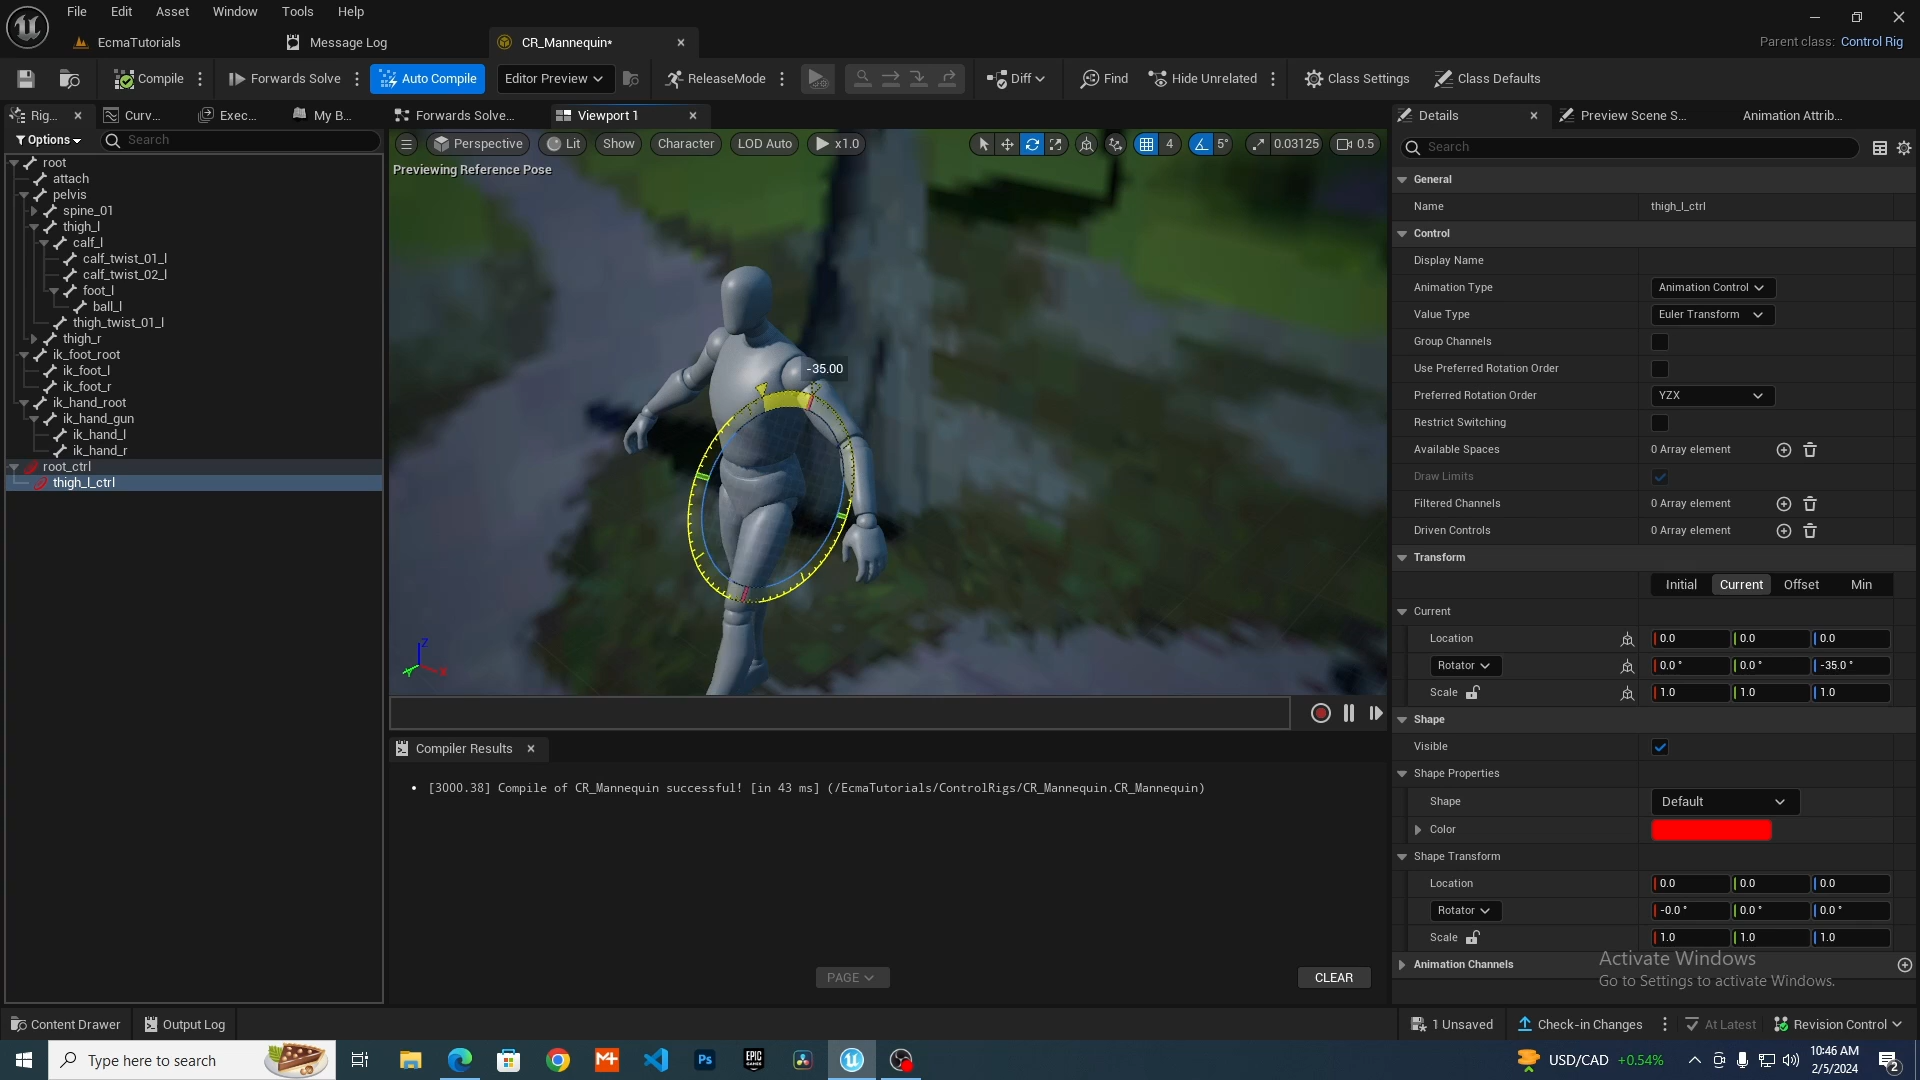 File Edit Asset Window Tools Help
EcmaTutorials
Message Log
CR_Mannequin*
Parent class: Control Rig
Compile
Forwards Solve
Auto Compile
Editor Preview
ReleaseMode
Diff
Find
Hide Unrelated
Class Settings
Class Defaults
Rig...
Curv...
Exec...
My B...
Forwards Solve...
Viewport 1
Details
Preview Scene S...
Animation Attrib...
Options
Search
Perspective
Lit
Show
Character
LOD Auto
x1.0
4
5°
0.03125
0.5
Search
Previewing Reference Pose
root
attach
pelvis
spine_01
thigh_l
calf_l
calf_twist_01_l
calf_twist_02_l
foot_l
ball_l
thigh_twist_01_l
thigh_r
ik_foot_root
ik_foot_l
ik_foot_r
ik_hand_root
ik_hand_gun
ik_hand_l
ik_hand_r
root_ctrl
thigh_l_ctrl
-35.00
Z
X
Y
General
Name thigh_l_ctrl
Control
Display Name
Animation Type Animation Control
Value Type Euler Transform
Group Channels
Use Preferred Rotation Order
Preferred Rotation Order YZX
Restrict Switching
Available Spaces 0 Array element
Draw Limits
Filtered Channels 0 Array element
Driven Controls 0 Array element
Transform
Initial Current Offset Min
Current
Location 0.0 0.0 0.0
Rotator 0.0 ° 0.0 ° -35.0 °
Scale 1.0 1.0 1.0
Shape
Visible
Shape Properties
Shape Default
Color
Shape Transform
Location 0.0 0.0 0.0
Rotator -0.0 ° 0.0 ° 0.0 °
Scale 1.0 1.0 1.0
Animation Channels
Activate Windows
Go to Settings to activate Windows.
Compiler Results
[3000.38] Compile of CR_Mannequin successful! [in 43 ms] (/EcmaTutorials/ControlRigs/CR_Mannequin.CR_Mannequin)
PAGE
CLEAR
Content Drawer
Output Log
1 Unsaved
Check-in Changes
At Latest
Revision Control
Type here to search
M+
Ps
EPIC GAMES
USD/CAD +0.54%
10:46 AM
2/5/2024
2